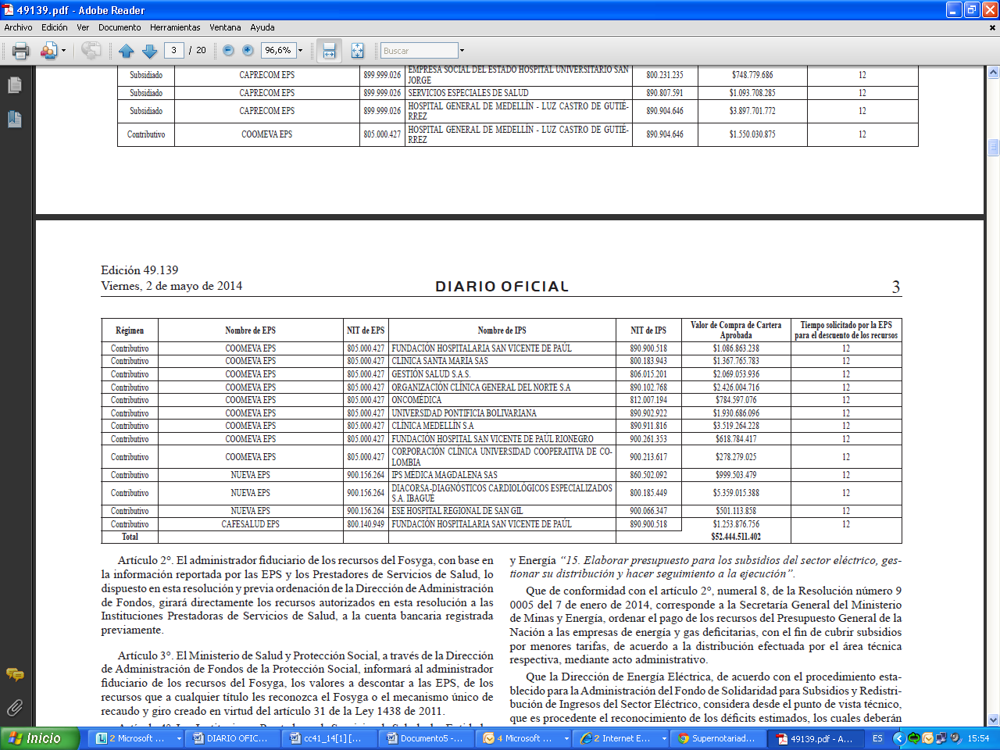 49139.pdf - Adobe Reader
Archivo Edición Ver Documento Herramientas Ventana Ayuda
3 / 20 96,6% Buscar
Subsidiado CAPRECOM EPS 899.999.026 EMPRESA SOCIAL DEL ESTADO HOSPITAL UNIVERSITARIO SAN JORGE 800.231.235 $748.779.686 12
Subsidiado CAPRECOM EPS 899.999.026 SERVICIOS ESPECIALES DE SALUD 890.807.591 $1.093.708.285 12
Subsidiado CAPRECOM EPS 899.999.026 HOSPITAL GENERAL DE MEDELLÍN - LUZ CASTRO DE GUTIÉ-RREZ 890.904.646 $3.897.701.772 12
Contributivo COOMEVA EPS 805.000.427 HOSPITAL GENERAL DE MEDELLÍN - LUZ CASTRO DE GUTIÉ-RREZ 890.904.646 $1.550.030.875 12
Edición 49.139
Viernes, 2 de mayo de 2014 DIARIO OFICIAL 3
Régimen Nombre de EPS NIT de EPS Nombre de IPS NIT de IPS Valor de Compra de Cartera Aprobada Tiempo solicitado por la EPS para el descuento de los recursos
Contributivo COOMEVA EPS 805.000.427 FUNDACIÓN HOSPITALARIA SAN VICENTE DE PAÚL 890.900.518 $1.086.863.238 12
Contributivo COOMEVA EPS 805.000.427 CLÍNICA SANTA MARÍA SAS 800.183.943 $1.367.765.783 12
Contributivo COOMEVA EPS 805.000.427 GESTIÓN SALUD S.A.S. 806.015.201 $2.069.053.936 12
Contributivo COOMEVA EPS 805.000.427 ORGANIZACIÓN CLÍNICA GENERAL DEL NORTE S.A 890.102.768 $2.426.004.716 12
Contributivo COOMEVA EPS 805.000.427 ONCOMÉDICA 812.007.194 $784.597.076 12
Contributivo COOMEVA EPS 805.000.427 UNIVERSIDAD PONTIFICIA BOLIVARIANA 890.902.922 $1.930.686.096 12
Contributivo COOMEVA EPS 805.000.427 CLÍNICA MEDELLÍN S.A 890.911.816 $3.519.264.228 12
Contributivo COOMEVA EPS 805.000.427 FUNDACIÓN HOSPITAL SAN VICENTE DE PAÚL RIONEGRO 900.261.353 $618.784.417 12
Contributivo COOMEVA EPS 805.000.427 CORPORACIÓN CLÍNICA UNIVERSIDAD COOPERATIVA DE CO-LOMBIA 900.213.617 $278.279.025 12
Contributivo NUEVA EPS 900.156.264 IPS MÉDICA MAGDALENA SAS 860.502.092 $999.503.479 12
Contributivo NUEVA EPS 900.156.264 DIACORSA-DIAGNÓSTICOS CARDIOLÓGICOS ESPECIALIZADOS S.A. IBAGUÉ 800.185.449 $5.359.015.388 12
Contributivo NUEVA EPS 900.156.264 ESE HOSPITAL REGIONAL DE SAN GIL 900.066.347 $501.113.858 12
Contributivo CAFESALUD EPS 800.140.949 FUNDACIÓN HOSPITALARIA SAN VICENTE DE PAÚL 890.900.518 $1.253.876.756 12
Total $52.444.511.402
Artículo 2°. El administrador fiduciario de los recursos del Fosyga, con base en
la información reportada por las EPS y los Prestadores de Servicios de Salud, lo
dispuesto en esta resolución y previa ordenación de la Dirección de Administración
de Fondos, girará directamente los recursos autorizados en esta resolución a las
Instituciones Prestadoras de Servicios de Salud, a la cuenta bancaria registrada
previamente.
Artículo 3°. El Ministerio de Salud y Protección Social, a través de la Dirección
de Administración de Fondos de la Protección Social, informará al administrador
fiduciario de los recursos del Fosyga, los valores a descontar a las EPS, de los
recursos que a cualquier título les reconozca el Fosyga o el mecanismo único de
recaudo y giro creado en virtud del artículo 31 de la Ley 1438 de 2011.
y Energía “15. Elaborar presupuesto para los subsidios del sector eléctrico, ges-
tionar su distribución y hacer seguimiento a la ejecución”.
Que de conformidad con el artículo 2°, numeral 8, de la Resolución número 9
0005 del 7 de enero de 2014, corresponde a la Secretaría General del Ministerio
de Minas y Energía, ordenar el pago de los recursos del Presupuesto General de la
Nación a las empresas de energía y gas deficitarias, con el fin de cubrir subsidios
por menores tarifas, de acuerdo a la distribución efectuada por el área técnica
respectiva, mediante acto administrativo.
Que la Dirección de Energía Eléctrica, de acuerdo con el procedimiento esta-
blecido para la Administración del Fondo de Solidaridad para Subsidios y Redistri-
bución de Ingresos del Sector Eléctrico, considera desde el punto de vista técnico,
que es procedente el reconocimiento de los déficits estimados, los cuales deberán
Inicio 2 Microsoft ... DIARIO OFIC... cc41_14[1] [... Documento5 -... 4 Microsoft ... 2 Internet E... Supernotariad... 49139.pdf - A... ES 15:54